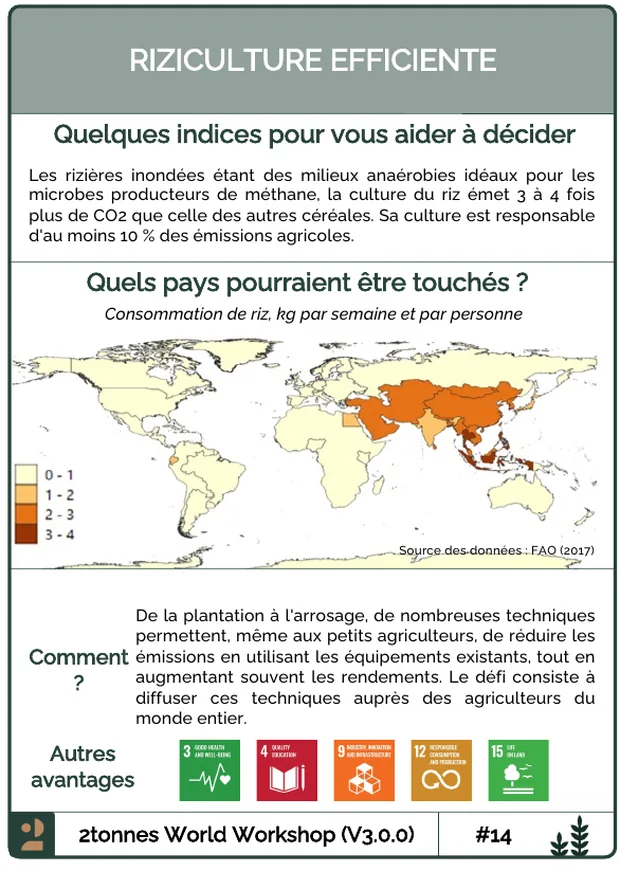 RIZICULTURE EFFICIENTE
Quelques indices pour vous aider à décider
Les rizières inondées étant des milieux anaérobies idéaux pour les
microbes producteurs de méthane, la culture du riz émet 3 à 4 fois
plus de CO2 que celle des autres céréales. Sa culture est responsable
d'au moins 10 % des émissions agricoles.
Quels pays pourraient être touchés ?
Consommation de riz, kg par semaine et par personne
0 - 1
1 - 2
2 - 3
3 - 4
Source des données : FAO (2017)
De la plantation à l'arrosage, de nombreuses techniques
permettent, même aux petits agriculteurs, de réduire les
émissions en utilisant les équipements existants, tout en
augmentant souvent les rendements. Le défi consiste à
diffuser ces techniques auprès des agriculteurs du
monde entier.
Comment
?
Autres
avantages
3 GOOD HEALTH
AND WELL-BEING
4 QUALITY
EDUCATION
9 INDUSTRY, INNOVATION
AND INFRASTRUCTURE
12 RESPONSIBLE
CONSUMPTION
AND PRODUCTION
15 LIFE
ON LAND
2tonnes World Workshop (V3.0.0)
#14